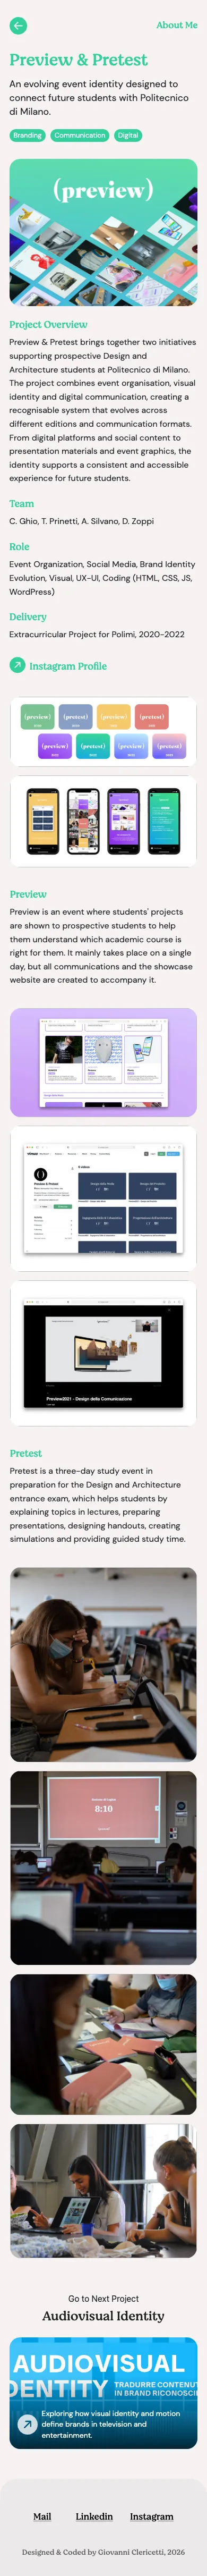 About Me
Preview & Pretest
An evolving event identity designed to
connect future students with Politecnico
di Milano.
Branding
Communication
Digital
(preview)
Project Overview
Preview & Pretest brings together two initiatives
supporting prospective Design and
Architecture students at Politecnico di Milano.
The project combines event organisation, visual
identity and digital communication, creating a
recognisable system that evolves across
different editions and communication formats.
From digital platforms and social content to
presentation materials and event graphics, the
identity supports a consistent and accessible
experience for future students.
Team
C. Ghio, T. Prinetti, A. Silvano, D. Zoppi
Role
Event Organization, Social Media, Brand Identity
Evolution, Visual, UX-UI, Coding (HTML, CSS, JS,
WordPress)
Delivery
Extracurricular Project for Polimi, 2020-2022
Instagram Profile
(preview) (preview) (preview) (preview)
(preview) (preview) (preview) (preview)
Preview
Preview is an event where students' projects
are shown to prospective students to help
them understand which academic course is
right for them. It mainly takes place on a single
day, but all communications and the showcase
website are created to accompany it.
vimeo
Preview &
Pretest
Preview2021 - Design della Comunicazione
Pretest
Pretest is a three-day study event in
preparation for the Design and Architecture
entrance exam, which helps students by
explaining topics in lectures, preparing
presentations, designing handouts, creating
simulations and providing guided study time.
8:10
Go to Next Project
Audiovisual Identity
AUDIOVISUAL
DENTITY
TRADURRE CONTENUT
IN BRAND RICONOSCIB
Exploring how visual identity and motion
define brands in television and
entertainment.
Mail
Linkedin
Instagram
Designed & Coded by Giovanni Clericetti, 2026